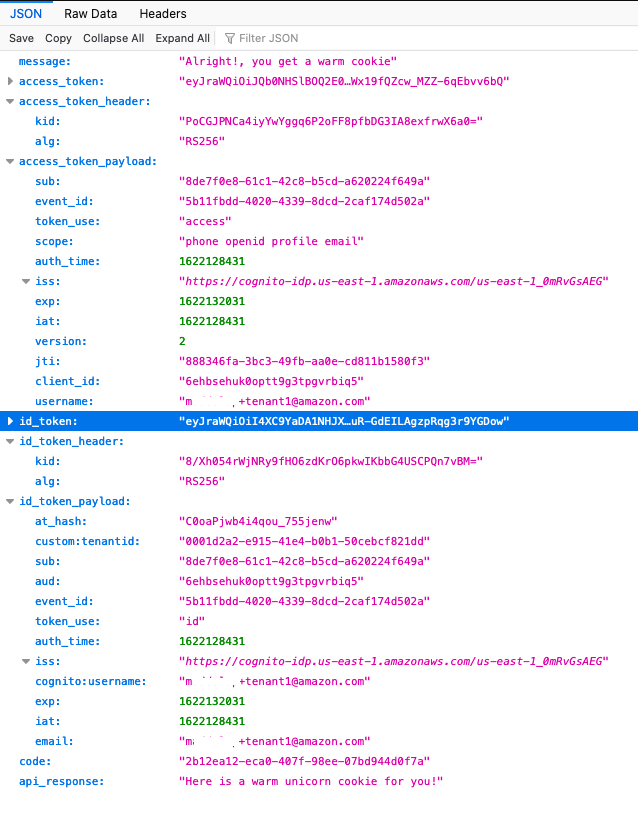 JSON Raw Data Headers
Save Copy Collapse All Expand All Filter JSON
message: "Alright!, you get a warm cookie"
access_token: "eyJraWQiOiJQb0NHSlBOQ2E0…Wx19fQZcw_MZZ-6qEbvv6bQ"
access_token_header:
kid: "PoCGJPNCa4iyYwYggq6P2oFF8pfbDG3IA8exfrwX6a0="
alg: "RS256"
access_token_payload:
sub: "8de7f0e8-61c1-42c8-b5cd-a620224f649a"
event_id: "5b11fbdd-4020-4339-8dcd-2caf174d502a"
token_use: "access"
scope: "phone openid profile email"
auth_time: 1622128431
iss: "https://cognito-idp.us-east-1.amazonaws.com/us-east-1_0mRvGsAEG"
exp: 1622132031
iat: 1622128431
version: 2
jti: "888346fa-3bc3-49fb-aa0e-cd811b1580f3"
client_id: "6ehbsehuk0optt9g3tpgvrbiq5"
username: +tenant1@amazon.com"
id_token: "eyJraWQiOiI4XC9YaDA1NHJX…uR-GdEILAgzpRqg3r9YGDow"
id_token_header:
kid: "8/Xh054rWjNRy9fHO6zdKrO6pkwIKbbG4USCPQn7vBM="
alg: "RS256"
id_token_payload:
at_hash: "C0oaPjwb4i4qou_755jenw"
custom:tenantid: "0001d2a2-e915-41e4-b0b1-50cebcf821dd"
sub: "8de7f0e8-61c1-42c8-b5cd-a620224f649a"
aud: "6ehbsehuk0optt9g3tpgvrbiq5"
event_id: "5b11fbdd-4020-4339-8dcd-2caf174d502a"
token_use: "id"
auth_time: 1622128431
iss: "https://cognito-idp.us-east-1.amazonaws.com/us-east-1_0mRvGsAEG"
cognito:username: +tenant1@amazon.com"
exp: 1622132031
iat: 1622128431
email: +tenant1@amazon.com"
code: "2b12ea12-eca0-407f-98ee-07bd944d0f7a"
api_response: "Here is a warm unicorn cookie for you!"